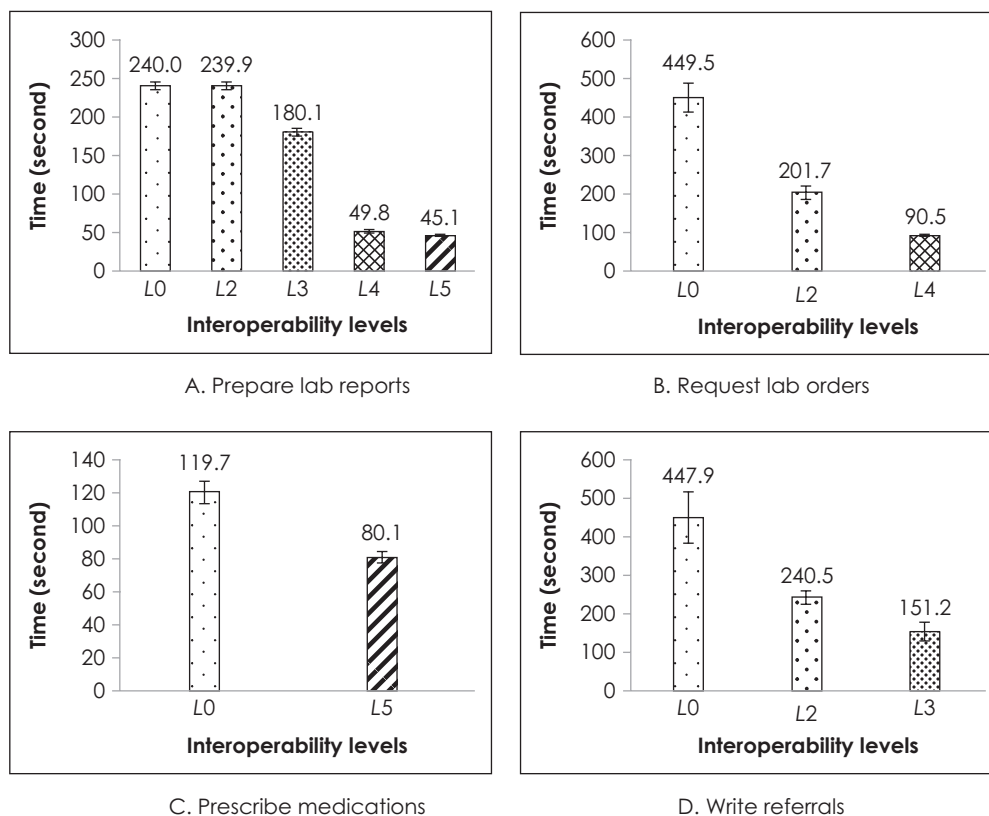 300
250
200
150
100
50
0
Time (second)
240.0
239.9
180.1
49.8
45.1
L0
L2
L3
L4
L5
Interoperability levels
A. Prepare lab reports
600
500
400
300
200
100
0
Time (second)
449.5
201.7
90.5
L0
L2
L4
Interoperability levels
B. Request lab orders
140
120
100
80
60
40
20
0
Time (second)
119.7
80.1
L0
L5
Interoperability levels
C. Prescribe medications
600
500
400
300
200
100
0
Time (second)
447.9
240.5
151.2
L0
L2
L3
Interoperability levels
D. Write referrals